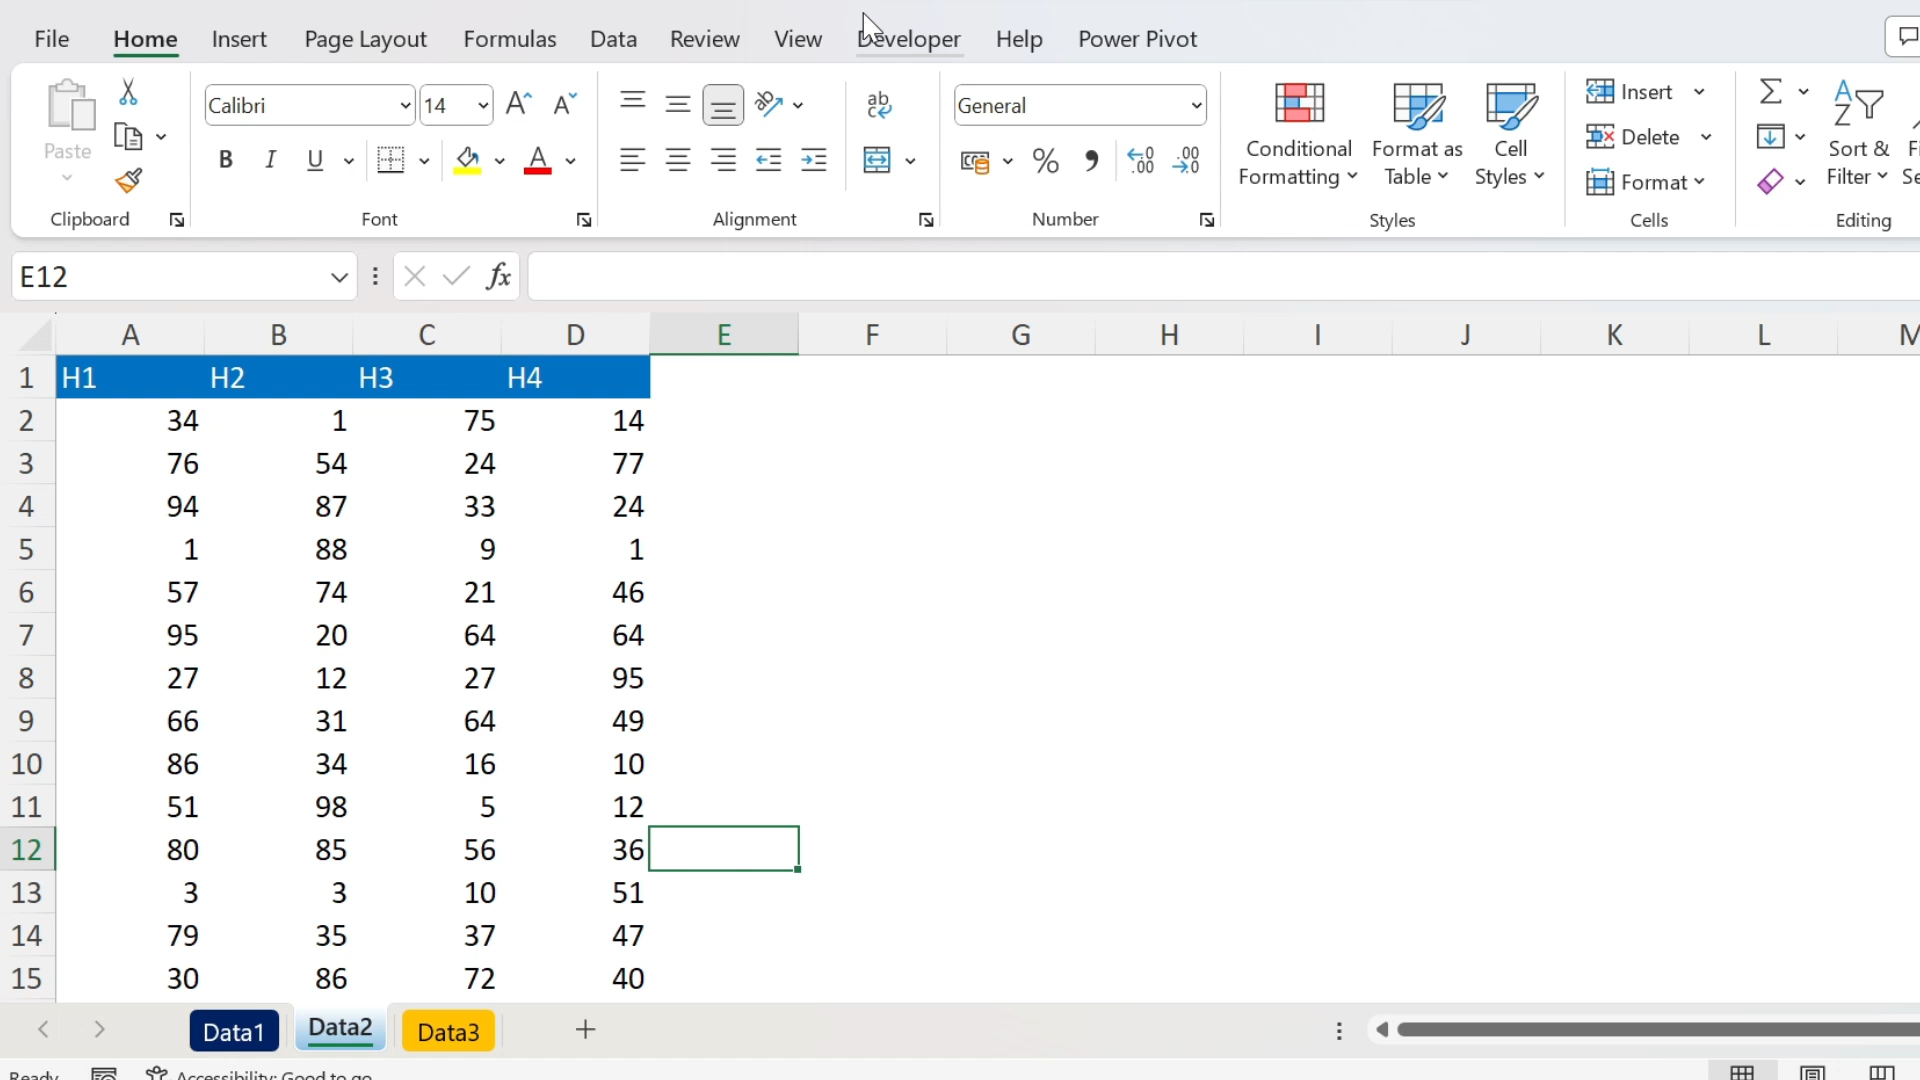 File Home Insert Page Layout Formulas Data Review View Developer Help Power Pivot
Calibri 14 General
Paste
B I U
ab
Conditional Formatting
Format as Table
Cell Styles
Insert
Delete
Format
Sort & Filter
Clipboard Font Alignment Number Styles Cells Editing
E12 fx
A B C D E F G H I J K L M
1 H1 H2 H3 H4
2 34 1 75 14
3 76 54 24 77
4 94 87 33 24
5 1 88 9 1
6 57 74 21 46
7 95 20 64 64
8 27 12 27 95
9 66 31 64 49
10 86 34 16 10
11 51 98 5 12
12 80 85 56 36
13 3 3 10 51
14 79 35 37 47
15 30 86 72 40
Data1 Data2 Data3
Ready Accessibility: Good to go